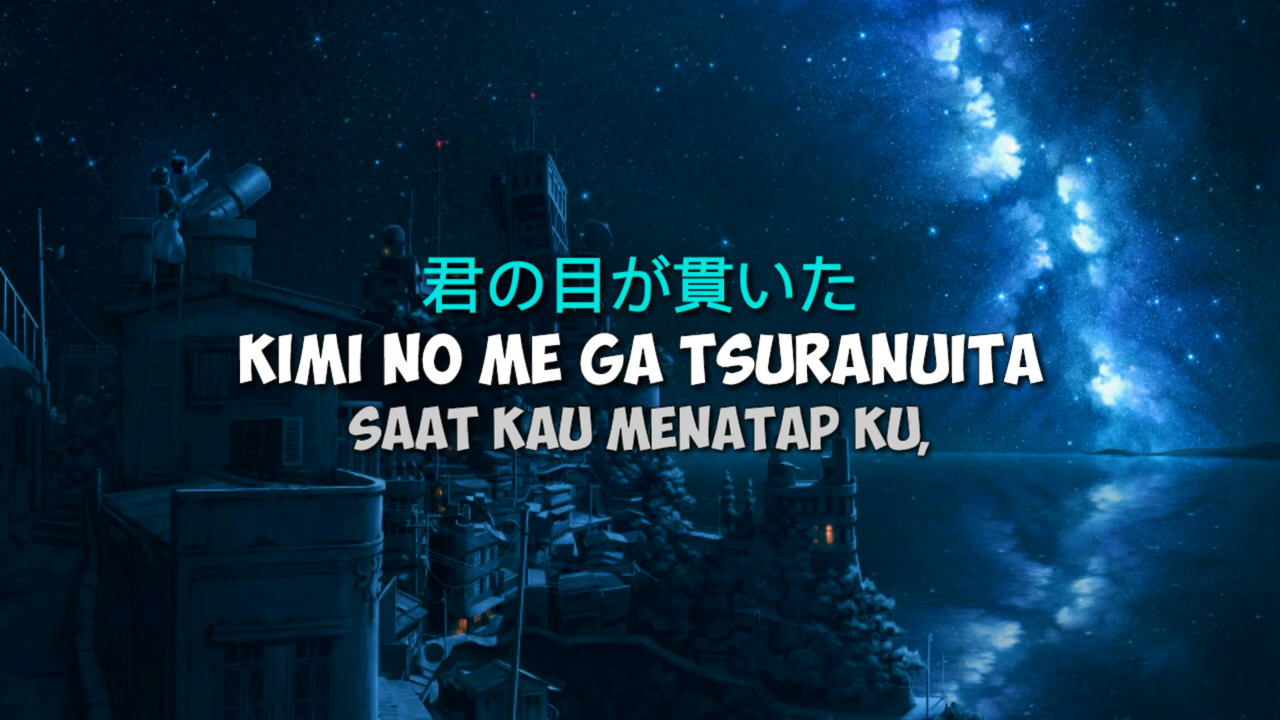 君の目が貫いた
KIMI NO ME GA TSURANUITA
SAAT KAU MENATAP KU,